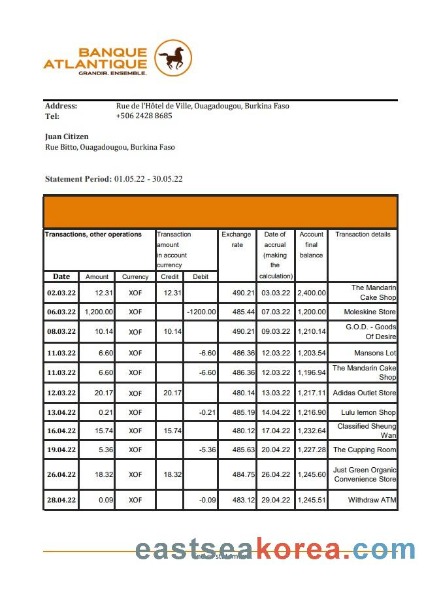 BANQUE
ATLANTIQUE
GRANDIR. ENSEMBLE.
Address: Rue de l'Hôtel de Ville, Ouagadougou, Burkina Faso
Tel: +506 2428 8685
Juan Citizen
Rue Bitto, Ouagadougou, Burkina Faso
Statement Period: 01.05.22 - 30.05.22
Transactions, other operations Transaction amount in account currency Exchange rate Date of accrual (making the calculation) Account final balance Transaction details
Date Amount Currency Credit Debit
02.03.22 12.31 XOF 12.31 490.21 03.03.22 2,400.00 The Mandarin Cake Shop
06.03.22 1,200.00 XOF -1200.00 485.44 07.03.22 1,200.00 Moleskine Store
08.03.22 10.14 XOF 10.14 490.21 09.03.22 1,210.14 G.O.D. - Goods Of Desire
11.03.22 6.60 XOF -6.60 486.36 12.03.22 1,203.54 Mansons Lot
11.03.22 6.60 XOF -6.60 486.36 12.03.22 1,196.94 The Mandarin Cake Shop
12.03.22 20.17 XOF 20.17 480.14 13.03.22 1,217.11 Adidas Outlet Store
13.04.22 0.21 XOF -0.21 485.19 14.04.22 1,216.90 Lulu lemon Shop
16.04.22 15.74 XOF 15.74 480.12 17.04.22 1,232.64 Classified Sheung Wan
19.04.22 5.36 XOF -5.36 485.63 20.04.22 1,227.28 The Cupping Room
26.04.22 18.32 XOF 18.32 484.75 26.04.22 1,245.60 Just Green Organic Convenience Store
28.04.22 0.09 XOF -0.09 483.12 29.04.22 1,245.51 Withdraw ATM
eastseakorea.com